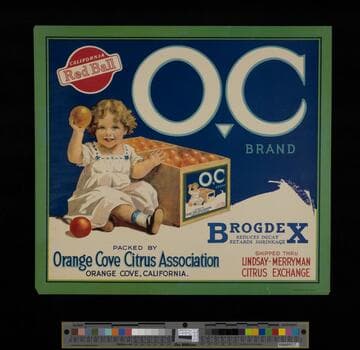 CALIFORNIA
Red Ball
O.C
BRAND
O.C
BROGDEX
REDUCES DECAY
RETARDS SHRINKAGE
PACKED BY
Orange Cove Citrus Association
ORANGE COVE, CALIFORNIA.
SHIPPED THRU
LINDSAY-MERRYMAN
CITRUS EXCHANGE